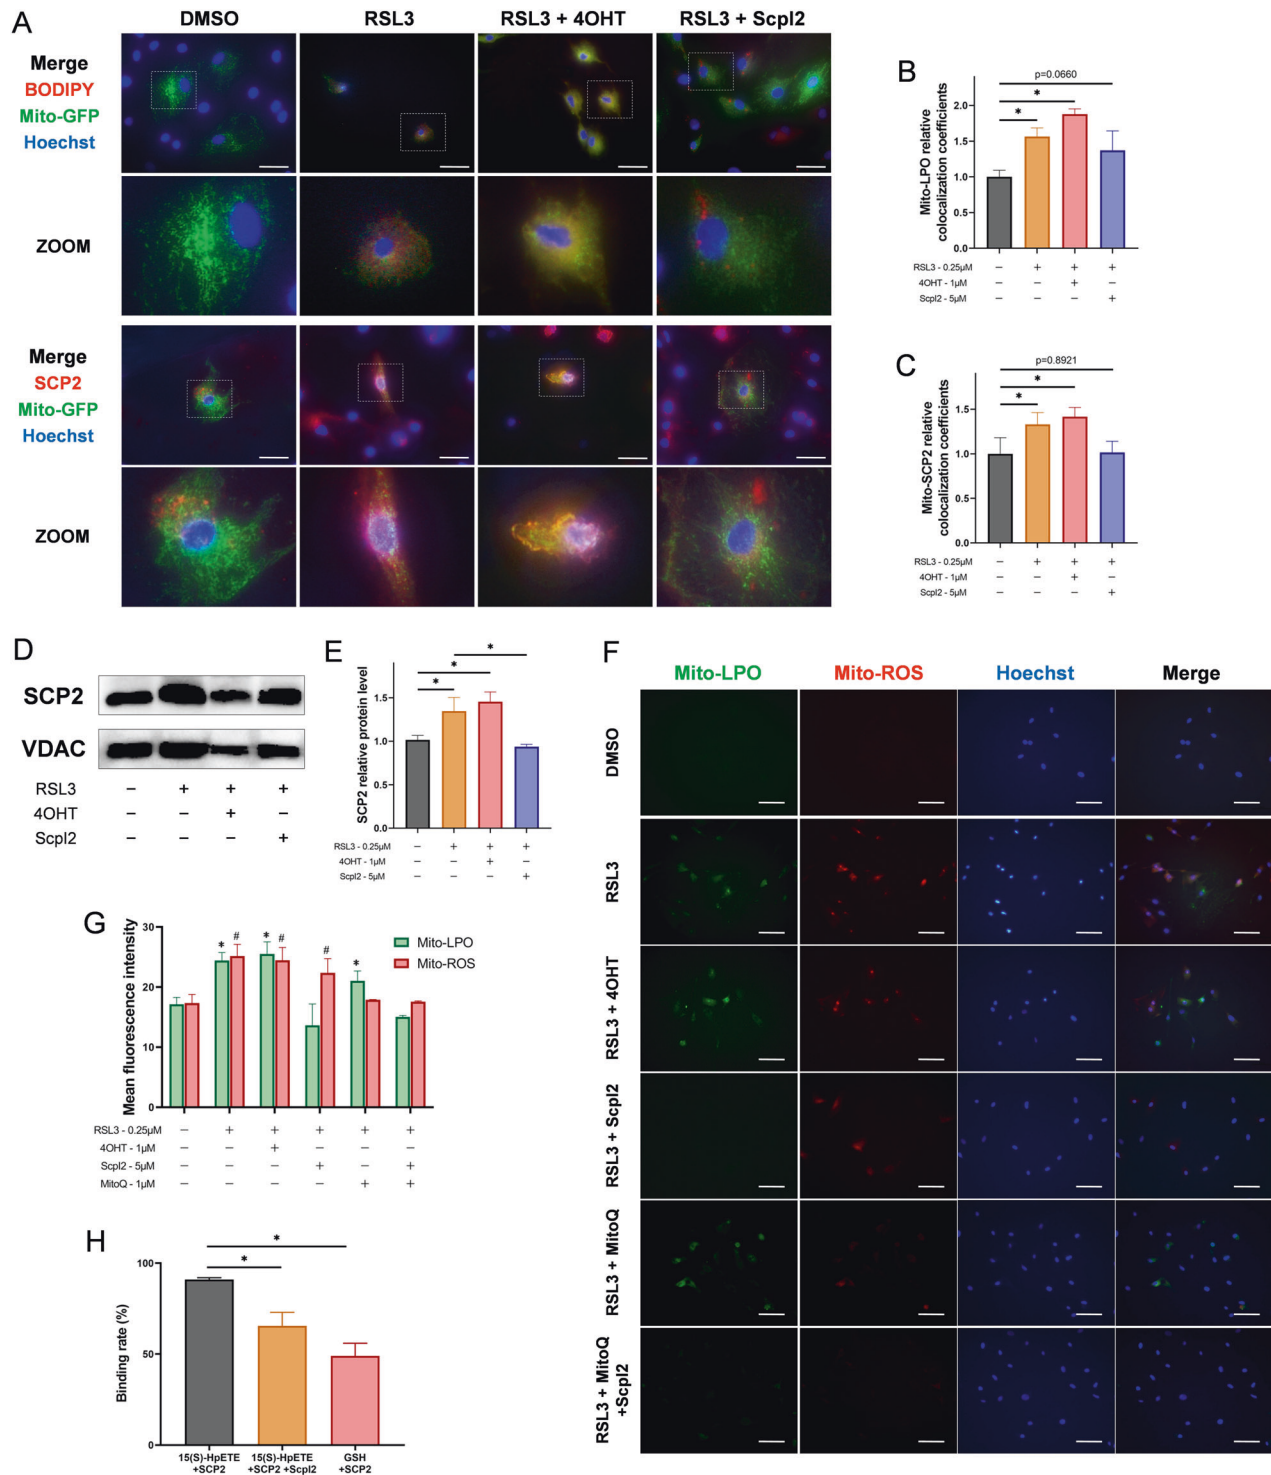 A
DMSO
RSL3
RSL3 + 4OHT
RSL3 + Scpl2
Merge
BODIPY
Mito-GFP
Hoechst
ZOOM
Merge
SCP2
Mito-GFP
Hoechst
ZOOM
B
Mito-LPO relative
colocalization coefficients
p=0.0660
*
*
2.0
1.5
1.0
0.5
0.0
RSL3 - 0.25µM − + + +
4OHT - 1µM − − + −
Scpl2 - 5µM − − − +
C
Mito-SCP2 relative
colocalization coefficients
p=0.8921
*
*
1.5
1.0
0.5
0.0
RSL3 - 0.25µM − + + +
4OHT - 1µM − − + −
Scpl2 - 5µM − − − +
D
SCP2
VDAC
RSL3 − + + +
4OHT − − + −
Scpl2 − − − +
E
SCP2 relative protein level
*
*
*
1.5
1.0
0.5
0.0
RSL3 - 0.25µM − + + +
4OHT - 1µM − − + −
Scpl2 - 5µM − − − +
F
Mito-LPO
Mito-ROS
Hoechst
Merge
DMSO
RSL3
RSL3 + 4OHT
RSL3 + Scpl2
RSL3 + MitoQ
RSL3 + MitoQ
+Scpl2
G
Mean fluorescence intensity
30
20
10
0
* # * # # *
Mito-LPO
Mito-ROS
RSL3 - 0.25µM − + + + + +
4OHT - 1µM − − + − − −
Scpl2 - 5µM − − − + − +
MitoQ - 1µM − − − − + +
H
Binding rate (%)
*
*
100
50
0
15(S)-HpETE
+SCP2
15(S)-HpETE
+SCP2 +Scpl2
GSH
+SCP2